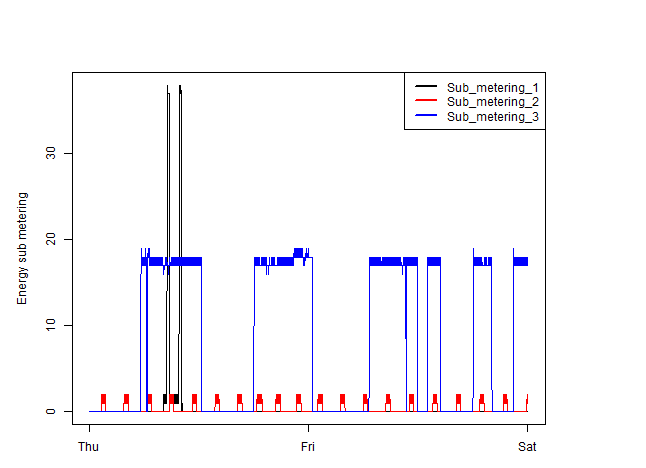 Sub_metering_1
Sub_metering_2
Sub_metering_3
Energy sub metering
30
20
10
0
Thu
Fri
Sat